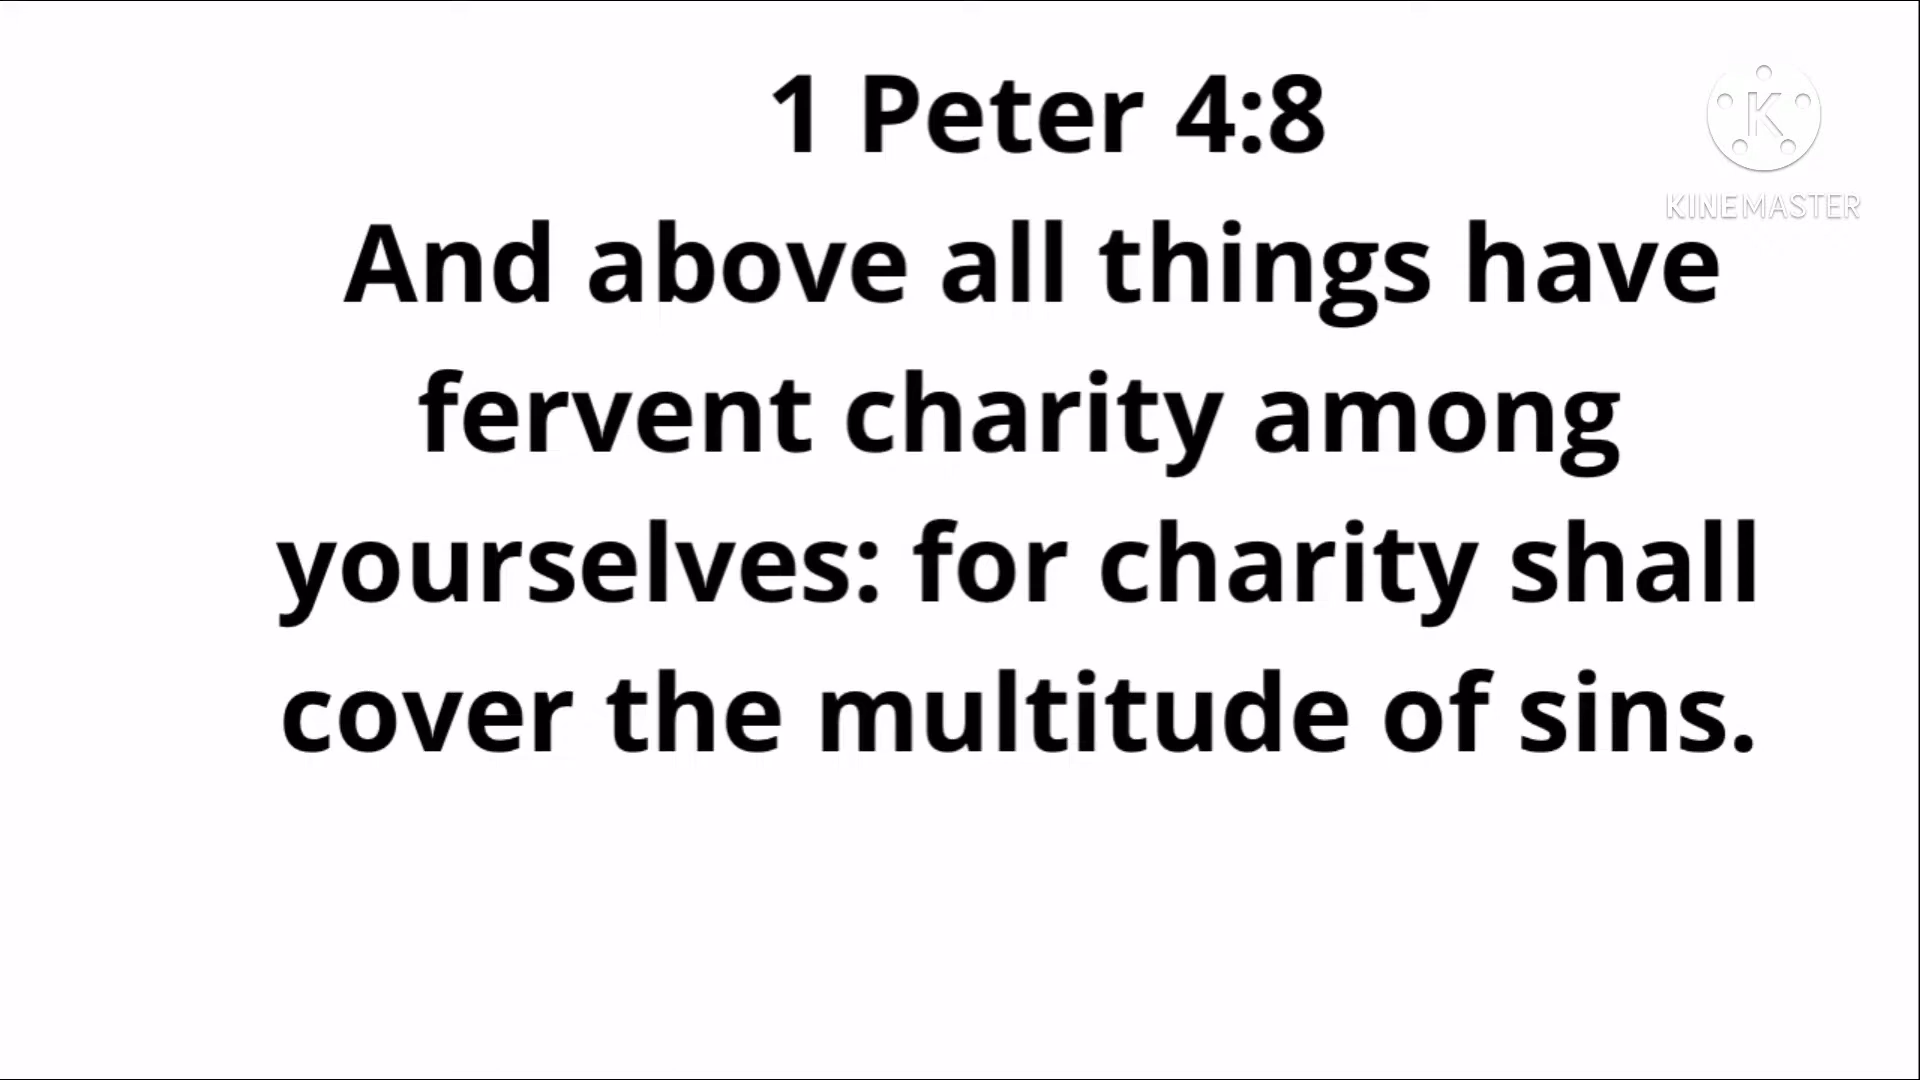 1 Peter 4:8
And above all things have
fervent charity among
yourselves: for charity shall
cover the multitude of sins.
K
KINEMASTER